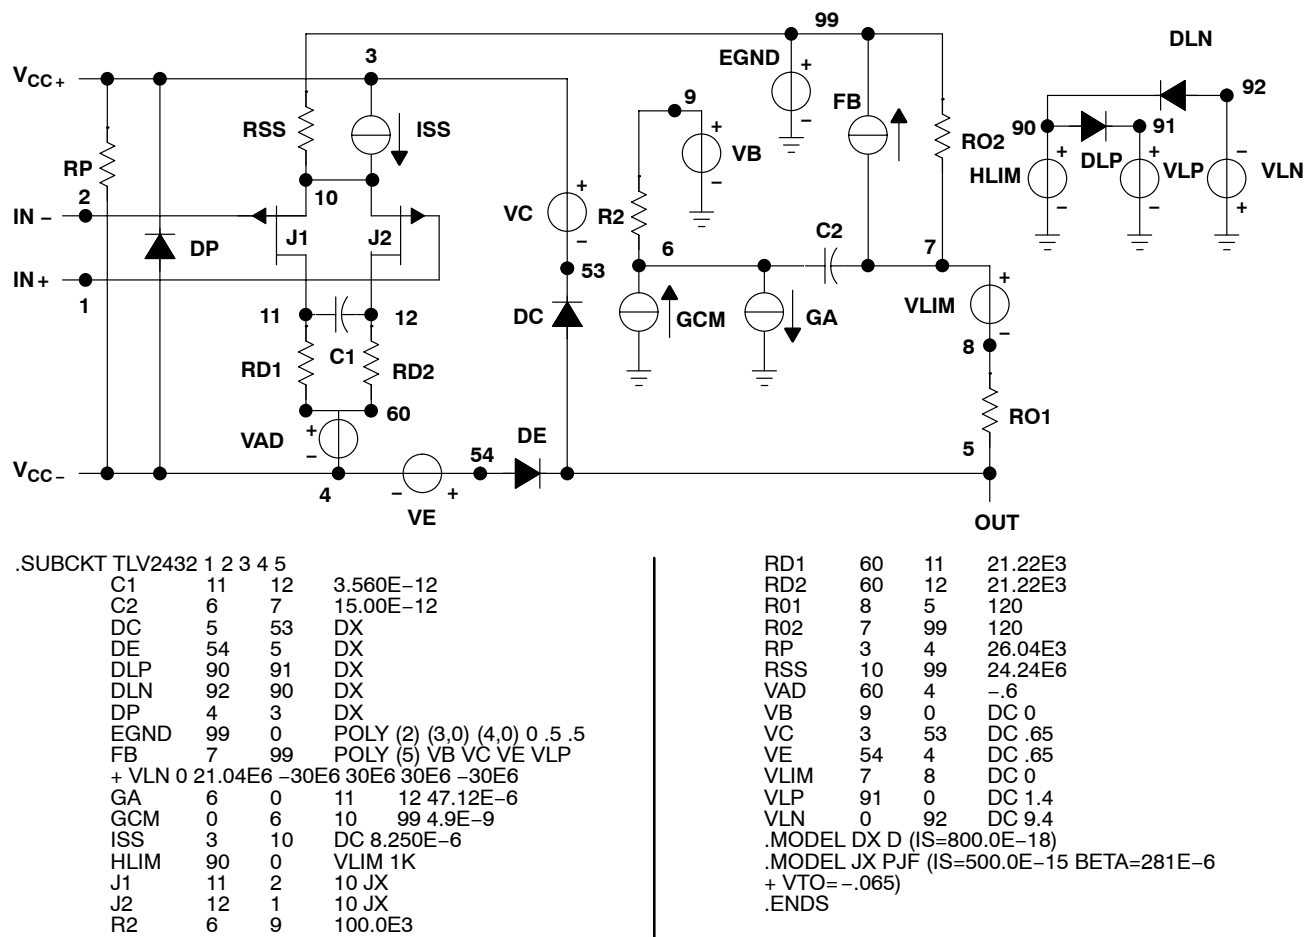 99
DLN
3
V CC +
EGND
+
92
9
FB
+
RSS
ISS
90
91
RO2
RP
VB
DLP
+
+
-
2
10
HLIM
VLP
VLN
IN −
VC
+
R2
-
-
+
J1
J2
C2
DP
6
7
IN +
53
1
VLIM
+
11
12
DC
GCM
GA
-
C1
8
RD1
RD2
60
RO1
VAD
+
DE
-
54
5
V CC −
4
−
+
VE
OUT
.SUBCKT TLV2432 1 2 3 4 5
C1 11 12 3.560E−12
C2 6 7 15.00E−12
DC 5 53 DX
DE 54 5 DX
DLP 90 91 DX
DLN 92 90 DX
DP 4 3 DX
EGND 99 0 POLY (2) (3,0) (4,0) 0 .5 .5
FB 7 99 POLY (5) VB VC VE VLP
+ VLN 0 21.04E6 −30E6 30E6 30E6 −30E6
GA 6 0 11 12 47.12E−6
GCM 0 6 10 99 4.9E−9
ISS 3 10 DC 8.250E−6
HLIM 90 0 VLIM 1K
J1 11 2 10 JX
J2 12 1 10 JX
R2 6 9 100.0E3
RD1 60 11 21.22E3
RD2 60 12 21.22E3
R01 8 5 120
R02 7 99 120
RP 3 4 26.04E3
RSS 10 99 24.24E6
VAD 60 4 −.6
VB 9 0 DC 0
VC 3 53 DC .65
VE 54 4 DC .65
VLIM 7 8 DC 0
VLP 91 0 DC 1.4
VLN 0 92 DC 9.4
.MODEL DX D (IS=800.0E−18)
.MODEL JX PJF (IS=500.0E−15 BETA=281E−6
+ VTO=−.065)
.ENDS